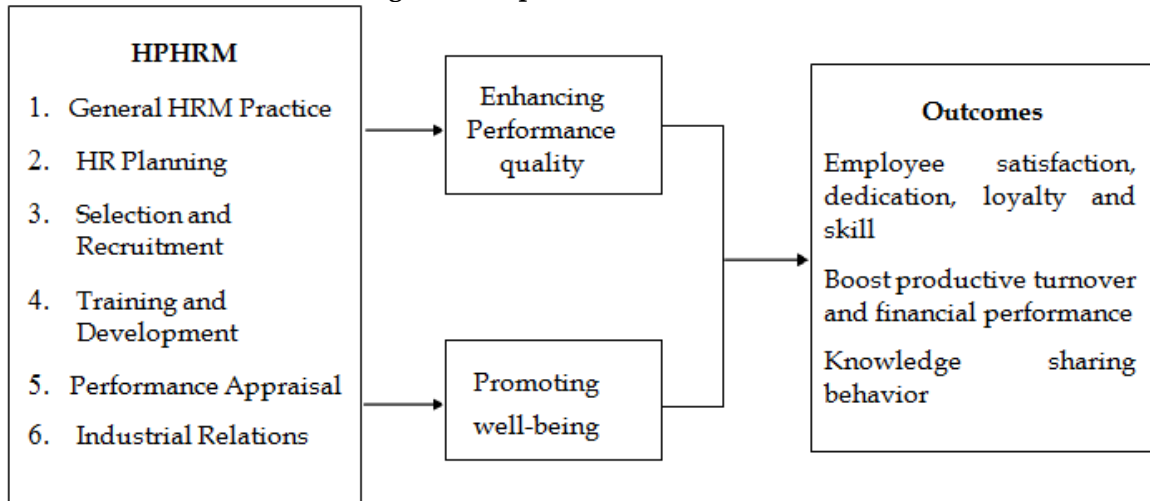 HPHRM
1. General HRM Practice
2. HR Planning
3. Selection and
Recruitment
4. Training and
Development
5. Performance Appraisal
6. Industrial Relations
Enhancing
Performance
quality
Promoting
well-being
Outcomes
Employee satisfaction,
dedication, loyalty and
skill
Boost productive turnover
and financial performance
Knowledge sharing
behavior